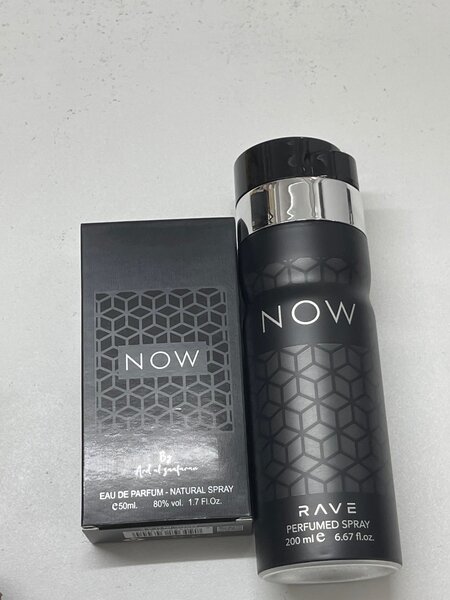 NOW
By
Ard al zaafaran
EAU DE PARFUM - NATURAL SPRAY
℮50ml. 80% vol. 1.7 Fl.Oz.
NOW
RAVE
PERFUMED SPRAY
200 ml ℮ 6.67 fl.oz.